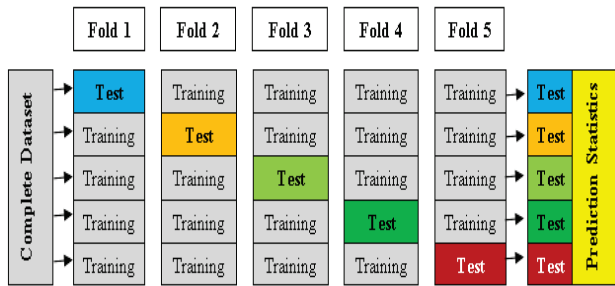 Fold 1 Fold 2 Fold 3 Fold 4 Fold 5
Complete Dataset
Test Training Training Training Training Test
Training Test Training Training Training Test
Training Training Test Training Training Test
Training Training Training Test Training Test
Training Training Training Training Test Test
Prediction Statistics